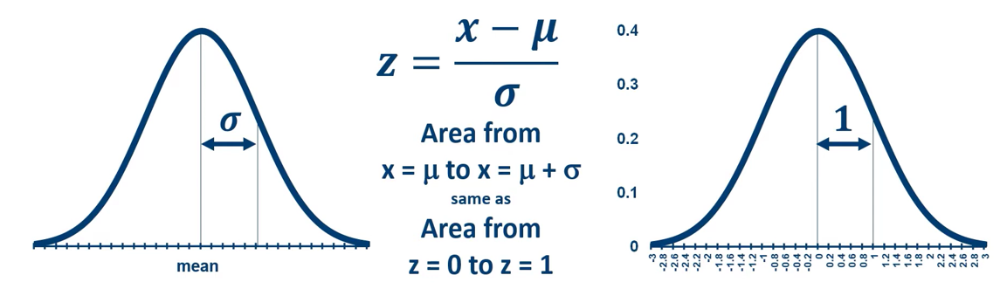 σ
mean
z = (x − μ) / σ
Area from
x = μ to x = μ + σ
same as
Area from
z = 0 to z = 1
0.4
0.3
0.2
0.1
0
1
-3 -2.8 -2.6 -2.4 -2.2 -2 -1.8 -1.6 -1.4 -1.2 -1 -0.8 -0.6 -0.4 -0.2 0 0.2 0.4 0.6 0.8 1 1.2 1.4 1.6 1.8 2 2.2 2.4 2.6 2.8 3